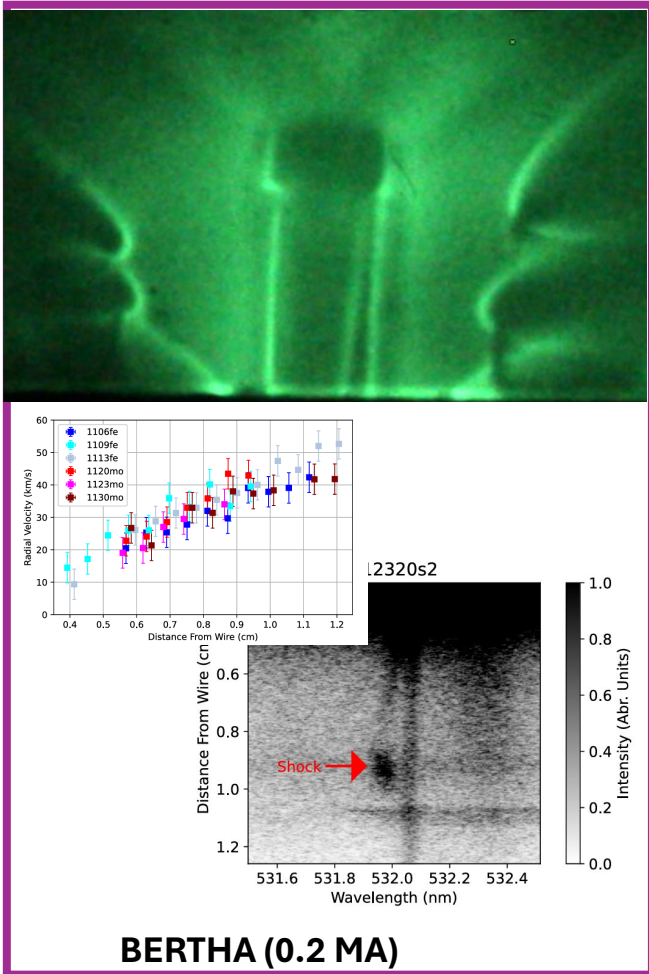 60
50
40
30
20
10
0
Radial Velocity (km/s)
1106fe
1109fe
1113fe
1120mo
1123mo
1130mo
0.4 0.5 0.6 0.7 0.8 0.9 1.0 1.1 1.2
Distance From Wire (cm)
12320s2
Distance From Wire (cm
0.6
0.8
1.0
1.2
Shock
531.6 531.8 532.0 532.2 532.4
Wavelength (nm)
1.0
0.8
0.6
0.4
0.2
0.0
Intensity (Abr. Units)
BERTHA (0.2 MA)